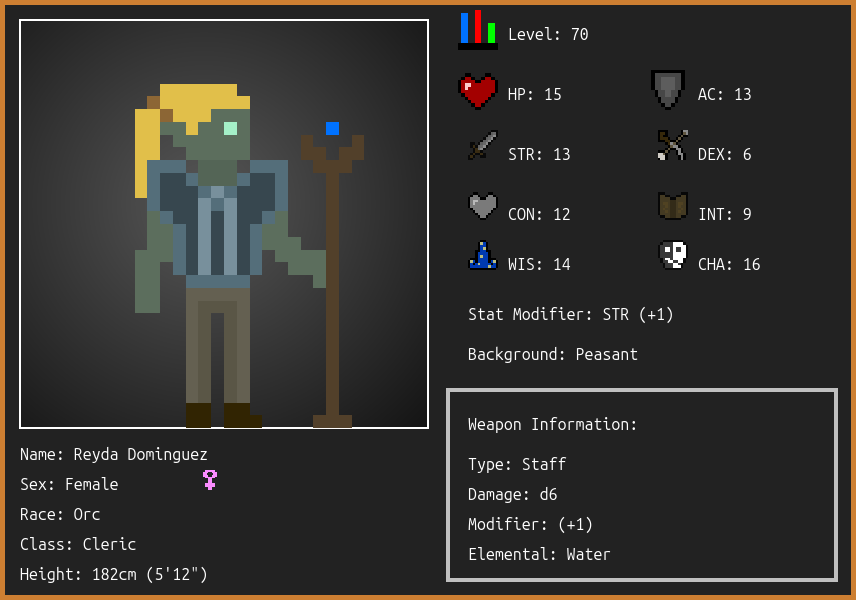 Level: 70
HP: 15
AC: 13
STR: 13
DEX: 6
CON: 12
INT: 9
WIS: 14
CHA: 16
Stat Modifier: STR (+1)
Background: Peasant
Weapon Information:
Type: Staff
Damage: d6
Modifier: (+1)
Elemental: Water
Name: Reyda Dominguez
Sex: Female
Race: Orc
Class: Cleric
Height: 182cm (5'12")